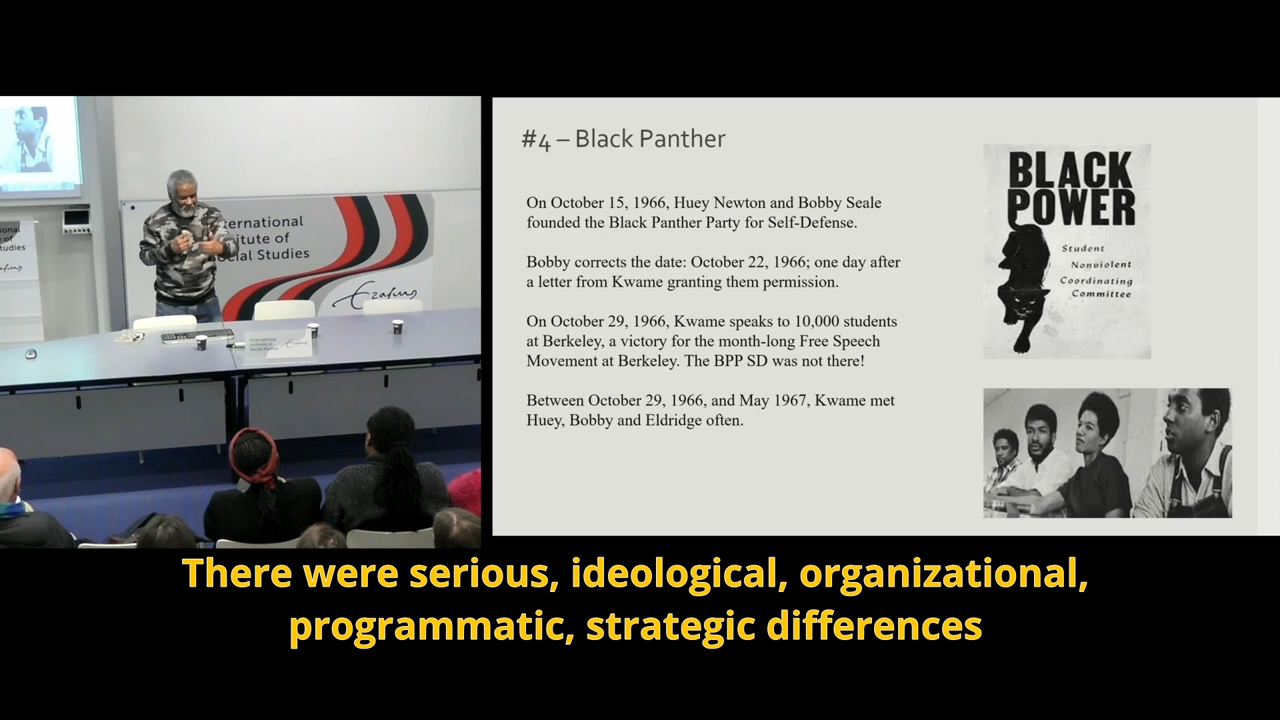 International
Institute of
Social Studies
Erasmus
#4 – Black Panther
On October 15, 1966, Huey Newton and Bobby Seale
founded the Black Panther Party for Self-Defense.
Bobby corrects the date: October 22, 1966; one day after
a letter from Kwame granting them permission.
On October 29, 1966, Kwame speaks to 10,000 students
at Berkeley, a victory for the month-long Free Speech
Movement at Berkeley. The BPP SD was not there!
Between October 29, 1966, and May 1967, Kwame met
Huey, Bobby and Eldridge often.
BLACK
POWER
Student
Nonviolent
Coordinating
Committee
There were serious, ideological, organizational,
programmatic, strategic differences